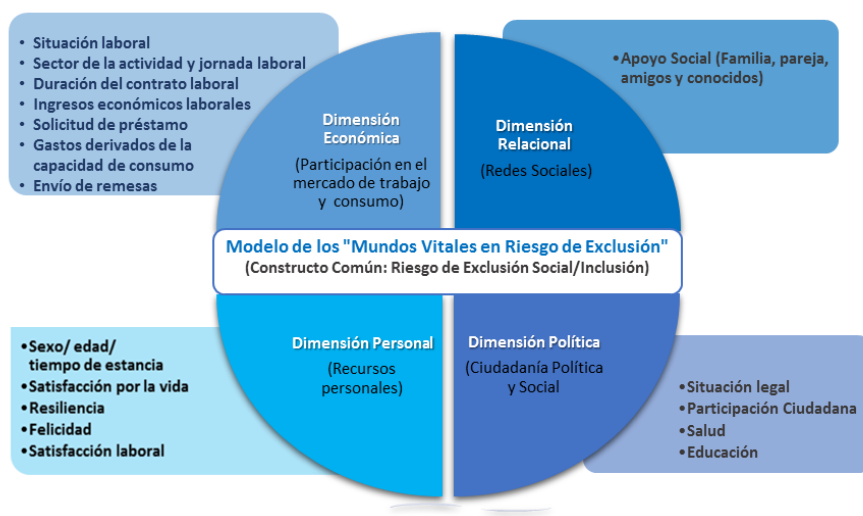 • Situación laboral
• Sector de la actividad y jornada laboral
• Duración del contrato laboral
• Ingresos económicos laborales
• Solicitud de préstamo
• Gastos derivados de la
capacidad de consumo
• Envío de remesas
Dimensión
Económica
(Participación en el
mercado de trabajo
y consumo)
Dimensión
Relacional
(Redes Sociales)
•Apoyo Social (Familia, pareja,
amigos y conocidos)
Modelo de los "Mundos Vitales en Riesgo de Exclusión"
(Constructo Común: Riesgo de Exclusión Social/Inclusión)
•Sexo/ edad/
tiempo de estancia
•Satisfacción por la vida
•Resiliencia
•Felicidad
•Satisfacción laboral
Dimensión Personal
(Recursos
personales)
Dimensión Política
(Ciudadanía Política
y Social
•Situación legal
•Participación Ciudadana
•Salud
•Educación